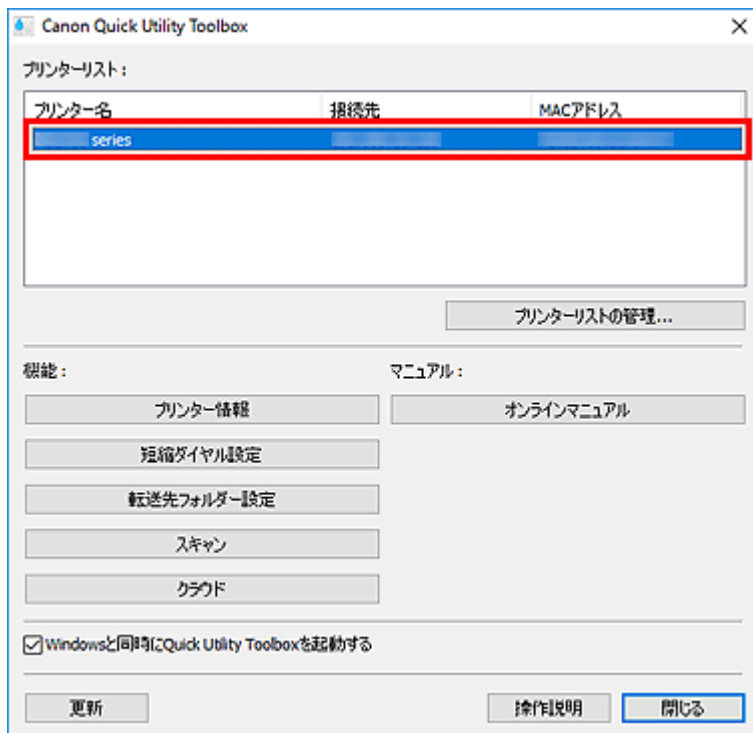 Canon Quick Utility Toolbox
プリンターリスト：
プリンター名 接続先 MACアドレス
series
プリンターリストの管理...
機能： マニュアル：
プリンター情報 オンラインマニュアル
短縮ダイヤル設定
転送先フォルダー設定
スキャン
クラウド
Windowsと同時にQuick Utility Toolboxを起動する
更新 操作説明 閉じる